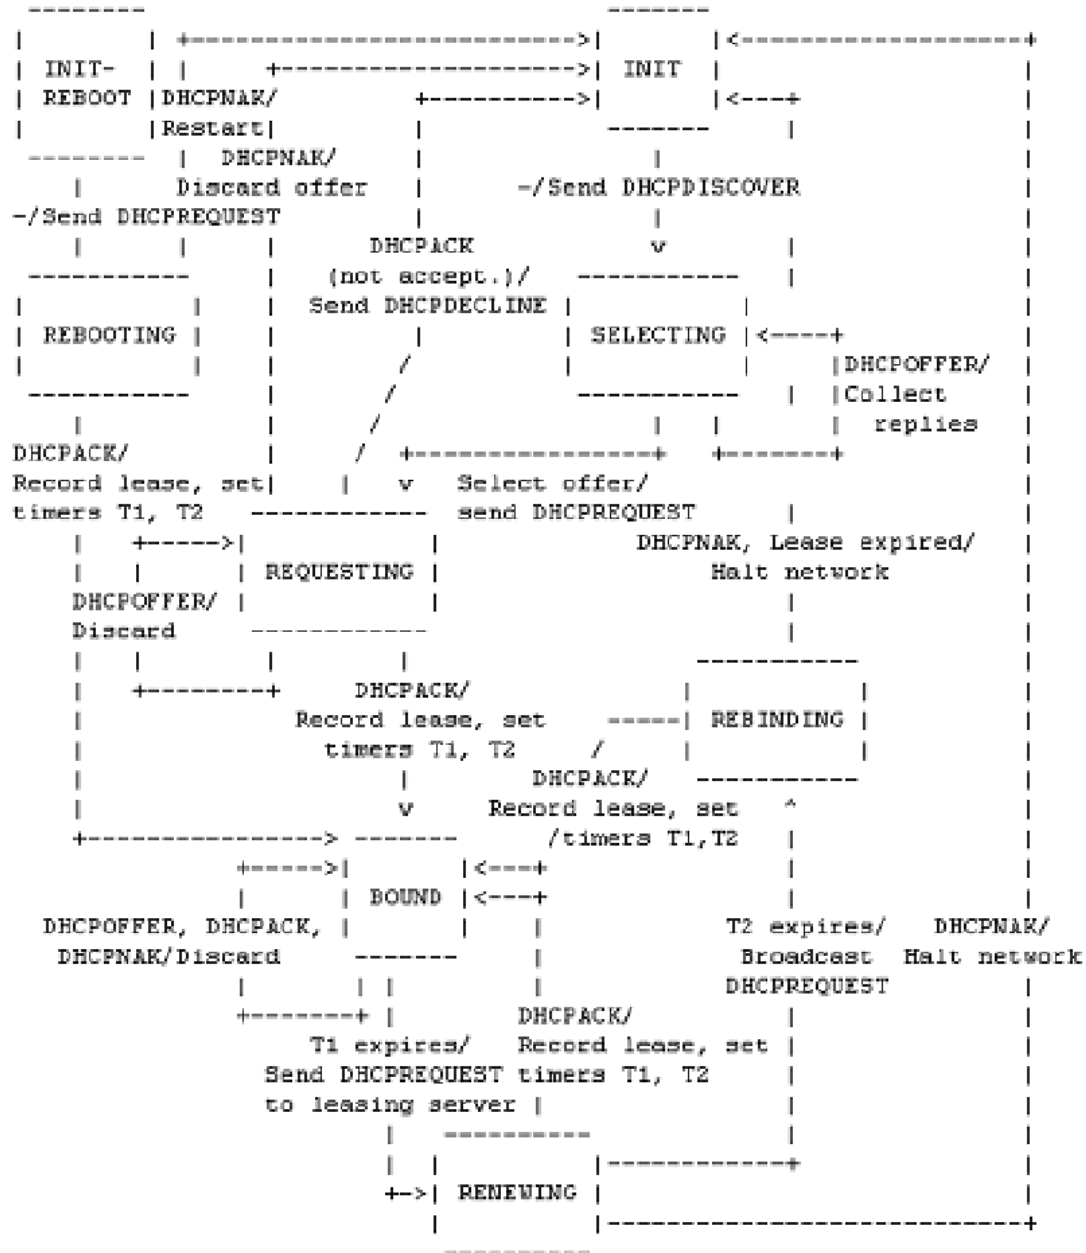 INIT-
INIT
REBOOT
DHCPNAK/
Restart
DHCPNAK/
Discard offer
-/Send DHCPDISCOVER
-/Send DHCPREQUEST
DHCPACK
(not accept.)/
Send DHCPDECLINE
REBOOTING
SELECTING
DHCPOFFER/
Collect
replies
DHCPACK/
Record lease, set
timers T1, T2
Select offer/
send DHCPREQUEST
DHCPNAK, Lease expired/
Halt network
REQUESTING
DHCPOFFER/
Discard
DHCPACK/
Record lease, set
timers T1, T2
REBINDING
DHCPACK/
Record lease, set
/timers T1,T2
BOUND
DHCPOFFER, DHCPACK,
DHCPNAK/Discard
T2 expires/
Broadcast
DHCPREQUEST
DHCPNAK/
Halt network
T1 expires/
Send DHCPREQUEST
to leasing server
DHCPACK/
Record lease, set
timers T1, T2
RENEWING